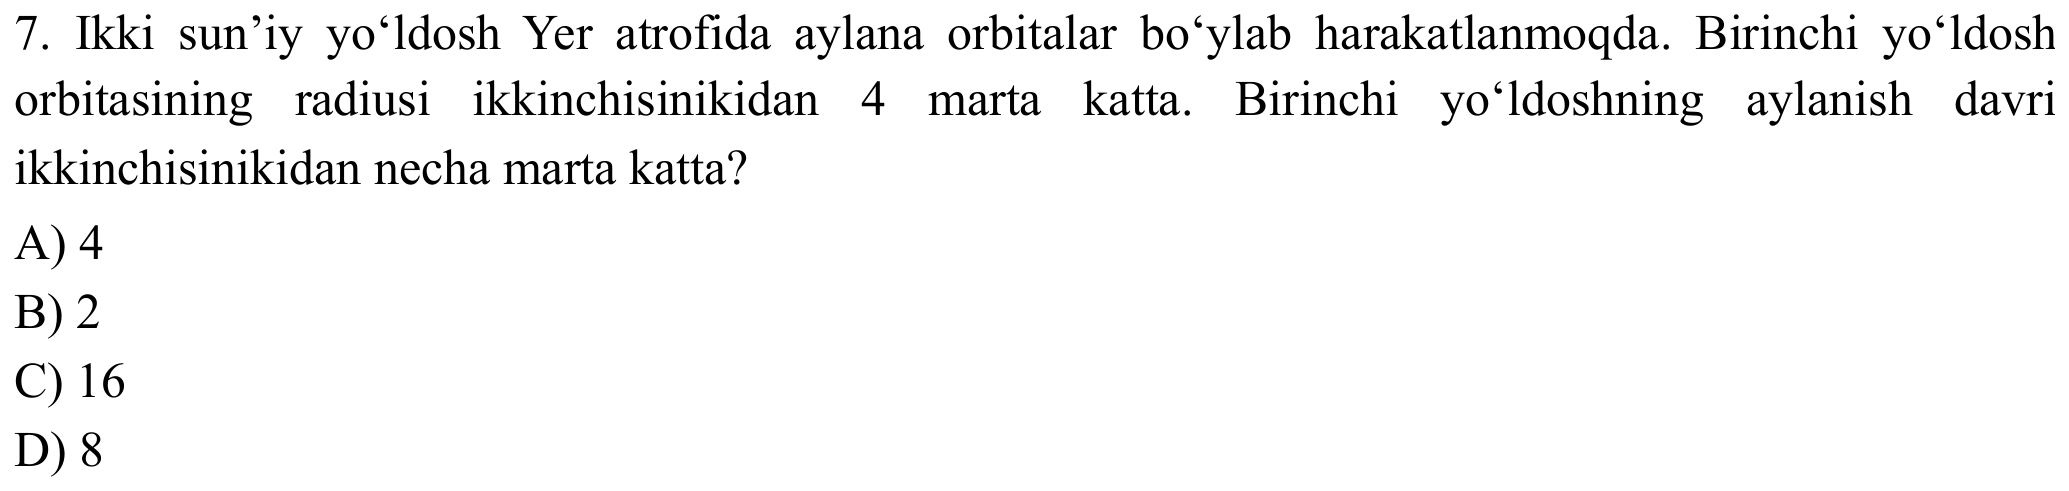 7. Ikki sun’iy yo‘ldosh Yer atrofida aylana orbitalar bo‘ylab harakatlanmoqda. Birinchi yo‘ldosh
orbitasining radiusi ikkinchisinikidan 4 marta katta. Birinchi yo‘ldoshning aylanish davri
ikkinchisinikidan necha marta katta?
A) 4
B) 2
C) 16
D) 8